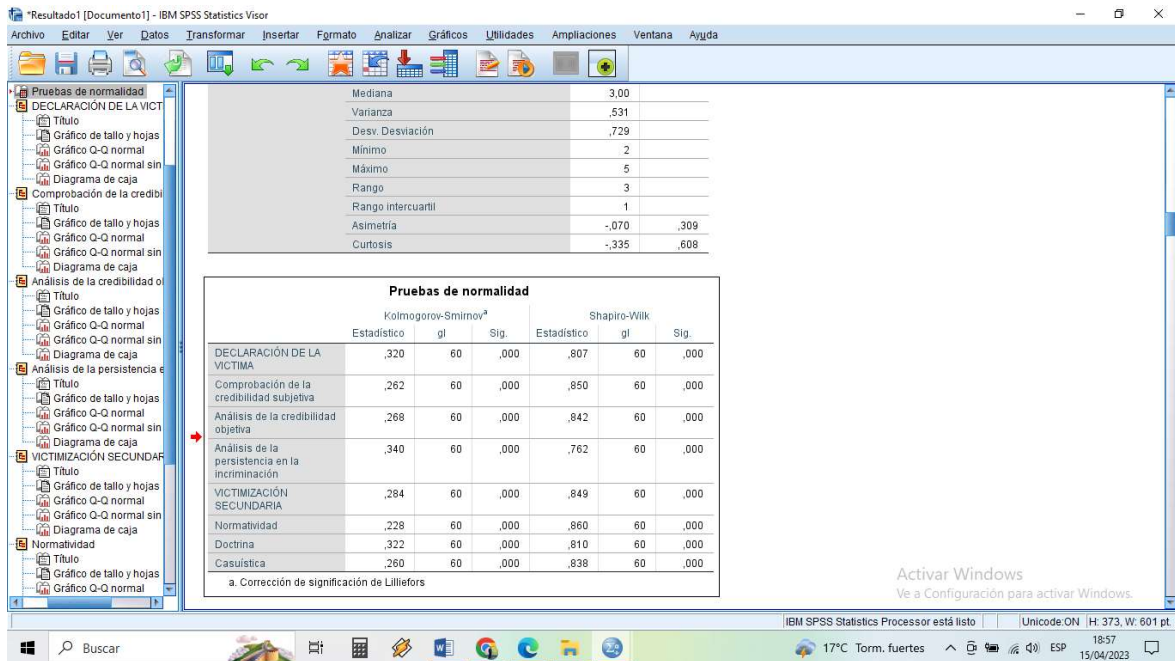 *Resultado1 [Documento1] - IBM SPSS Statistics Visor
Archivo Editar Ver Datos Transformar Insertar Formato Analizar Gráficos Utilidades Ampliaciones Ventana Ayuda
Pruebas de normalidad
DECLARACIÓN DE LA VICT
Título
Gráfico de tallo y hojas
Gráfico Q-Q normal
Gráfico Q-Q normal sin
Diagrama de caja
Comprobación de la credibi
Título
Gráfico de tallo y hojas
Gráfico Q-Q normal
Gráfico Q-Q normal sin
Diagrama de caja
Análisis de la credibilidad ol
Título
Gráfico de tallo y hojas
Gráfico Q-Q normal
Gráfico Q-Q normal sin
Diagrama de caja
Análisis de la persistencia e
Título
Gráfico de tallo y hojas
Gráfico Q-Q normal
Gráfico Q-Q normal sin
Diagrama de caja
VICTIMIZACIÓN SECUNDAR
Título
Gráfico de tallo y hojas
Gráfico Q-Q normal
Gráfico Q-Q normal sin
Diagrama de caja
Normatividad
Título
Gráfico de tallo y hojas
Gráfico Q-Q normal
Mediana 3,00
Varianza ,531
Desv. Desviación ,729
Mínimo 2
Máximo 5
Rango 3
Rango intercuartil 1
Asimetría -,070 ,309
Curtosis -,335 ,608
Pruebas de normalidad
Kolmogorov-Smirnovª Shapiro-Wilk
Estadístico gl Sig. Estadístico gl Sig.
DECLARACIÓN DE LA ,320 60 ,000 ,807 60 ,000
VICTIMA
Comprobación de la ,262 60 ,000 ,850 60 ,000
credibilidad subjetiva
Análisis de la credibilidad ,268 60 ,000 ,842 60 ,000
objetiva
Análisis de la ,340 60 ,000 ,762 60 ,000
persistencia en la
incriminación
VICTIMIZACIÓN ,284 60 ,000 ,849 60 ,000
SECUNDARIA
Normatividad ,228 60 ,000 ,860 60 ,000
Doctrina ,322 60 ,000 ,810 60 ,000
Casuística ,260 60 ,000 ,838 60 ,000
a. Corrección de significación de Lilliefors
Activar Windows
Ve a Configuración para activar Windows.
IBM SPSS Statistics Processor está listo Unicode:ON H: 373, W: 601 pt.
Buscar 17°C Torm. fuertes ESP 18:57
15/04/2023